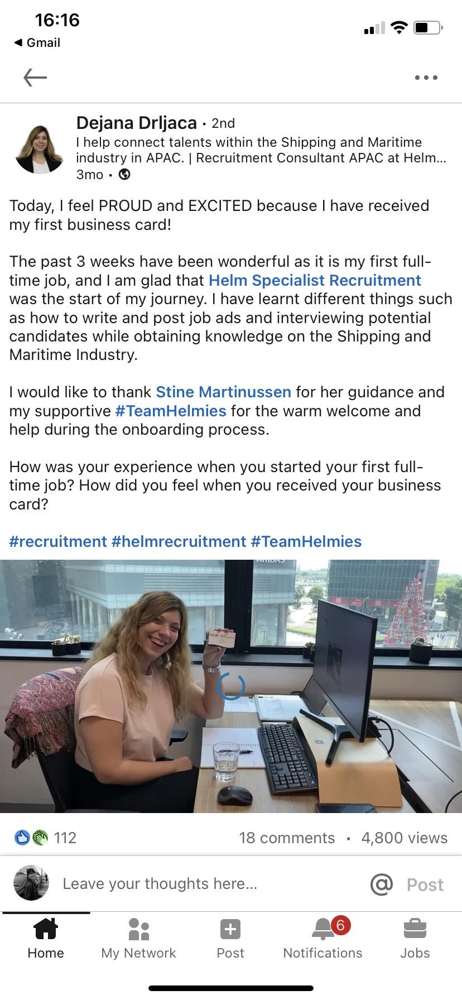 16:16
◀ Gmail
Dejana Drljaca • 2nd
I help connect talents within the Shipping and Maritime
industry in APAC. | Recruitment Consultant APAC at Helm...
3mo •
Today, I feel PROUD and EXCITED because I have received
my first business card!
The past 3 weeks have been wonderful as it is my first full-
time job, and I am glad that Helm Specialist Recruitment
was the start of my journey. I have learnt different things such
as how to write and post job ads and interviewing potential
candidates while obtaining knowledge on the Shipping and
Maritime Industry.
I would like to thank Stine Martinussen for her guidance and
my supportive #TeamHelmies for the warm welcome and
help during the onboarding process.
How was your experience when you started your first full-
time job? How did you feel when you received your business
card?
#recruitment #helmrecruitment #TeamHelmies
HELM
112
18 comments • 4,800 views
Leave your thoughts here...
@ Post
6
Home
My Network
Post
Notifications
Jobs